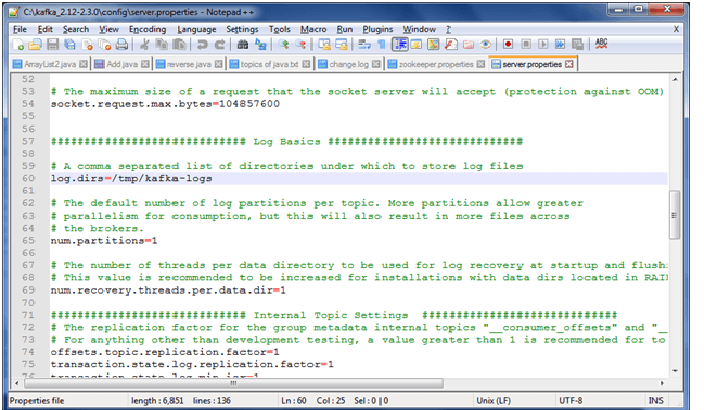 C:\kafka_2.12-2.3.0\config\server.properties - Notepad++
File Edit Search View Encoding Language Settings Tools Macro Run Plugins Window ? X
ArrayList2.java Add.java reverse.java topics of java.txt change.log zookeeper.properties server.properties
52
53 # The maximum size of a request that the socket server will accept (protection against OOM)
54 socket.request.max.bytes=104857600
55
56
57 ############################# Log Basics #############################
58
59 # A comma separated list of directories under which to store log files
60 log.dirs=/tmp/kafka-logs
61
62 # The default number of log partitions per topic. More partitions allow greater
63 # parallelism for consumption, but this will also result in more files across
64 # the brokers.
65 num.partitions=1
66
67 # The number of threads per data directory to be used for log recovery at startup and flushi
68 # This value is recommended to be increased for installations with data dirs located in RAI
69 num.recovery.threads.per.data.dir=1
70
71 ############################# Internal Topic Settings #############################
72 # The replication factor for the group metadata internal topics "__consumer_offsets" and "_
73 # For anything other than development testing, a value greater than 1 is recommended for to
74 offsets.topic.replication.factor=1
75 transaction.state.log.replication.factor=1
76 transaction.state.log.min.isr=1
Properties file length : 6,851 lines : 136 Ln : 60 Col : 25 Sel : 0 | 0 Unix (LF) UTF-8 INS